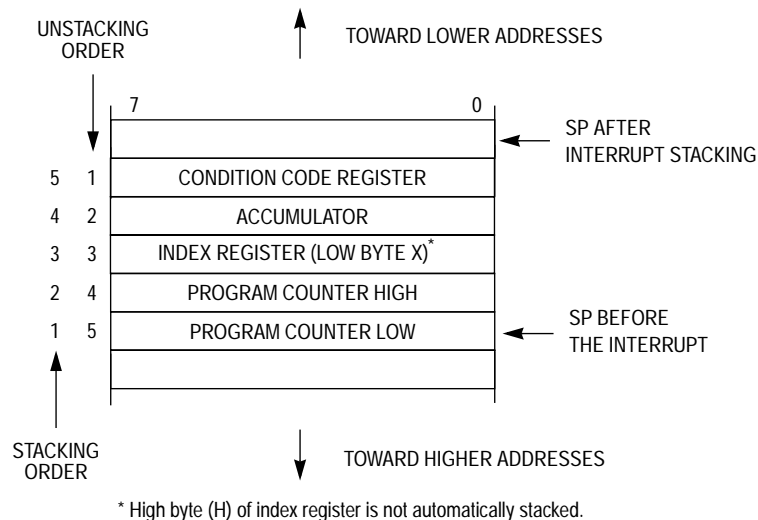 UNSTACKING
ORDER
TOWARD LOWER ADDRESSES
7 0
SP AFTER
INTERRUPT STACKING
5 1 CONDITION CODE REGISTER
4 2 ACCUMULATOR
3 3 INDEX REGISTER (LOW BYTE X)*
2 4 PROGRAM COUNTER HIGH
1 5 PROGRAM COUNTER LOW
SP BEFORE
THE INTERRUPT
STACKING
ORDER
TOWARD HIGHER ADDRESSES
* High byte (H) of index register is not automatically stacked.